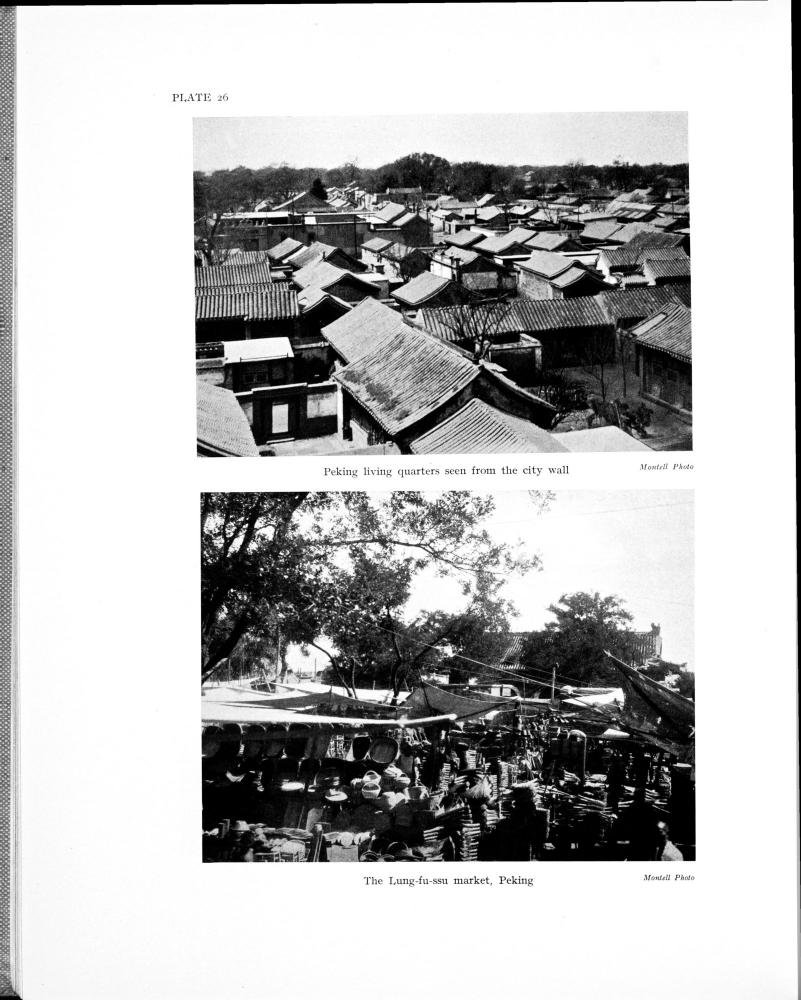 PLATE 26
Peking living quarters seen from the city wall
Montell Photo
The Lung-fu-ssu market, Peking
Montell Photo